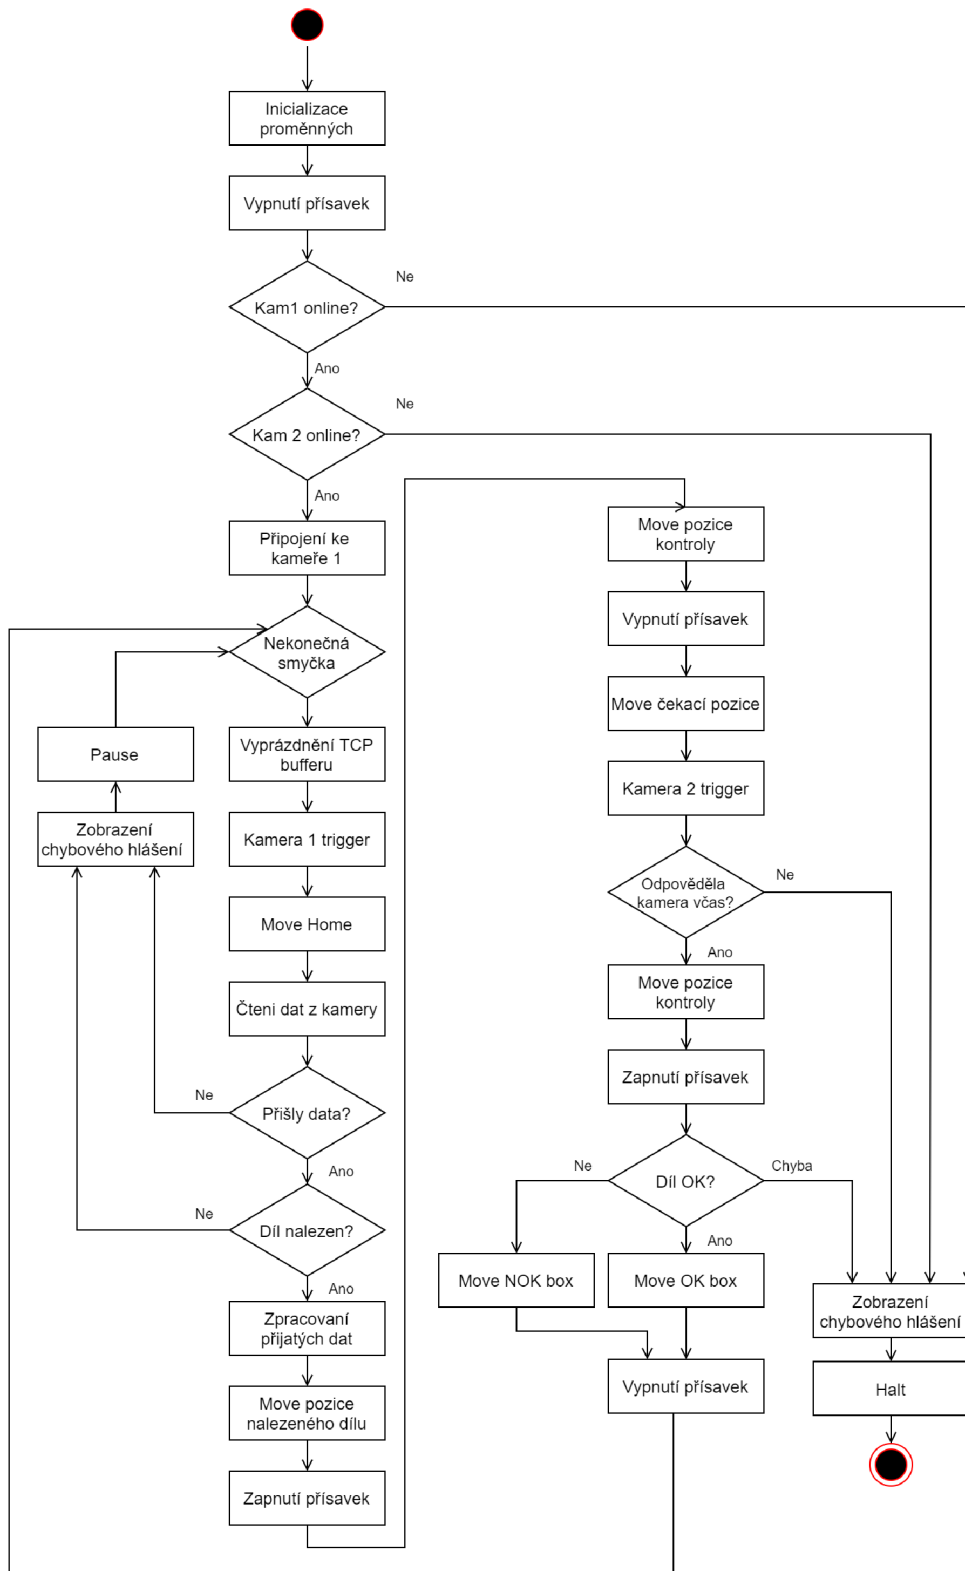 Inicializace
proměnných
Vypnutí přísavek
Kam1 online?
Ne
Ano
Kam 2 online?
Ne
Ano
Připojení ke
kameře 1
Nekonečná
smyčka
Vyprázdnění TCP
bufferu
Pause
Zobrazení
chybového hlášení
Kamera 1 trigger
Move Home
Čteni dat z kamery
Přišly data?
Ne
Ano
Díl nalezen?
Ne
Ano
Zpracovaní
přijatých dat
Move pozice
nalezeného dílu
Zapnutí přísavek
Move pozice
kontroly
Vypnutí přísavek
Move čekací pozice
Kamera 2 trigger
Odpověděla
kamera včas?
Ne
Ano
Move pozice
kontroly
Zapnutí přísavek
Díl OK?
Ne
Chyba
Ano
Move NOK box
Move OK box
Vypnutí přísavek
Zobrazení
chybového hlášení
Halt